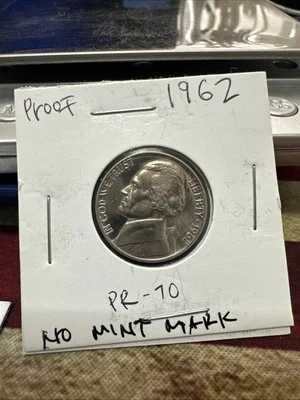 Proof 1962
IN GOD WE TRUST
LIBERTY 1962
PR-70
NO MINT MARK